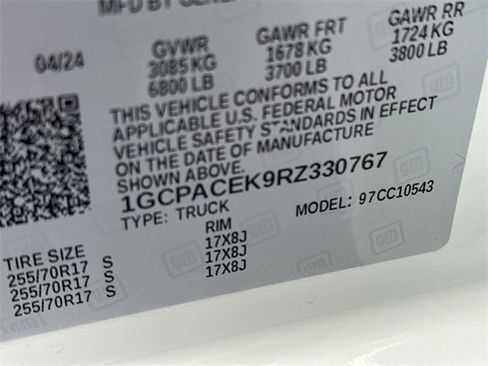 MFD BY GENE
04/24 GVWR GAWR FRT GAWR RR
3085 KG 1678 KG 1724 KG
6800 LB 3700 LB 3800 LB
THIS VEHICLE CONFORMS TO ALL
APPLICABLE U.S. FEDERAL MOTOR
VEHICLE SAFETY STANDARDS IN EFFECT
ON THE DATE OF MANUFACTURE
SHOWN ABOVE.
1GCPACEK9RZ330767
TYPE: TRUCK MODEL: 97CC10543
TIRE SIZE RIM
255/70R17 S 17X8J
255/70R17 S 17X8J
255/70R17 S 17X8J